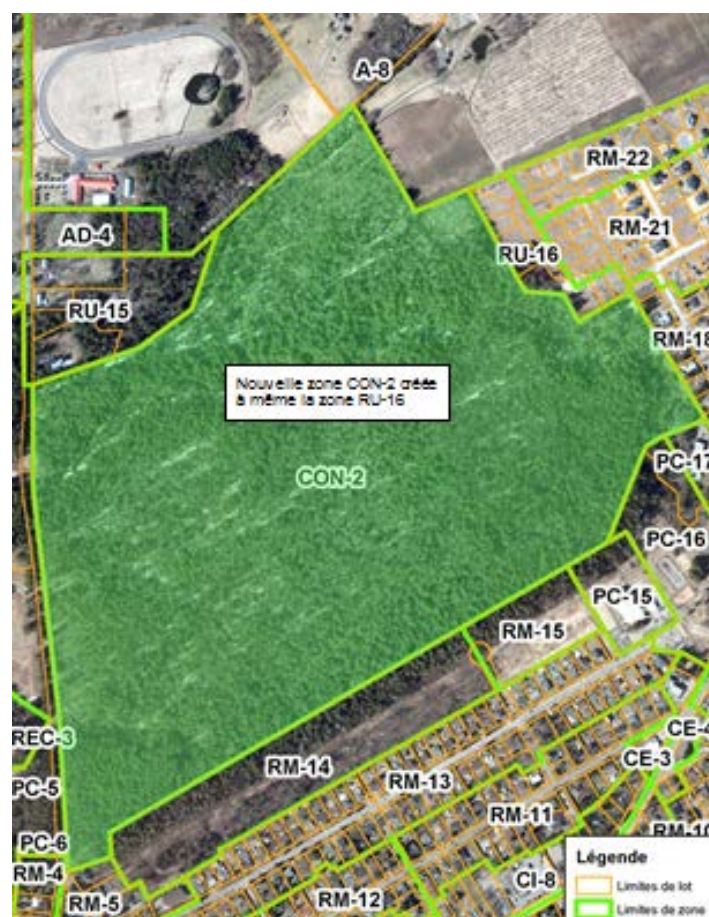 A-8
RM-22
AD-4
RM-21
RU-16
RU-15
RM-18
Nouvelle zone CON-2 créée
à même la zone RU-16
PC-17
CON-2
PC-16
PC-15
RM-15
CE-4
REC-3
CE-3
RM-14
RM-13
PC-5
RM-11
RM-10
PC-6
Légende
RM-4
CI-8
Limites de lot
RM-5
RM-12
Limites de zone